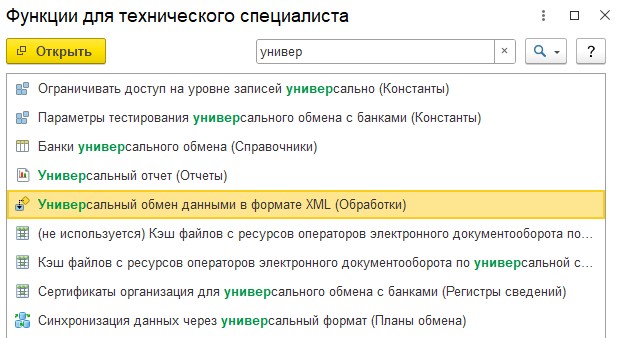 Функции для технического специалиста
Открыть
универ
?
Ограничивать доступ на уровне записей универсально (Константы)
Параметры тестирования универсального обмена с банками (Константы)
Банки универсального обмена (Справочники)
Универсальный отчет (Отчеты)
Универсальный обмен данными в формате XML (Обработки)
(не используется) Кэш файлов с ресурсов операторов электронного документооборота по...
Кэш файлов с ресурсов операторов электронного документооборота по универсальной с...
Сертификаты организация для универсального обмена с банками (Регистры сведений)
Синхронизация данных через универсальный формат (Планы обмена)